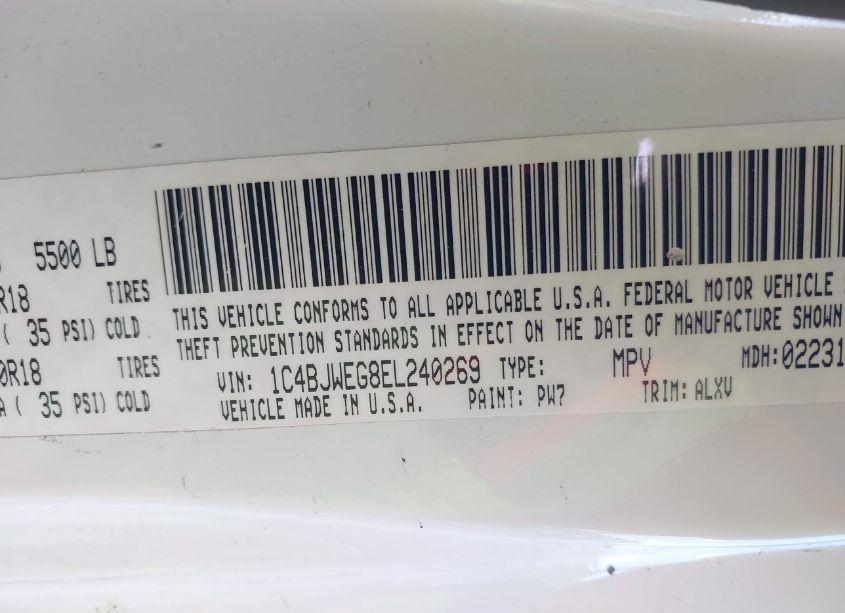 5500 LB
R18 TIRES
( 35 PSI) COLD
0R18 TIRES
A ( 35 PSI) COLD
THIS VEHICLE CONFORMS TO ALL APPLICABLE U.S.A. FEDERAL MOTOR VEHICLE
THEFT PREVENTION STANDARDS IN EFFECT ON THE DATE OF MANUFACTURE SHOWN
VIN: 1C4BJWEG8EL240269 TYPE: MPV MDH: 02231
VEHICLE MADE IN U.S.A. PAINT: PW7 TRIM: ALXV